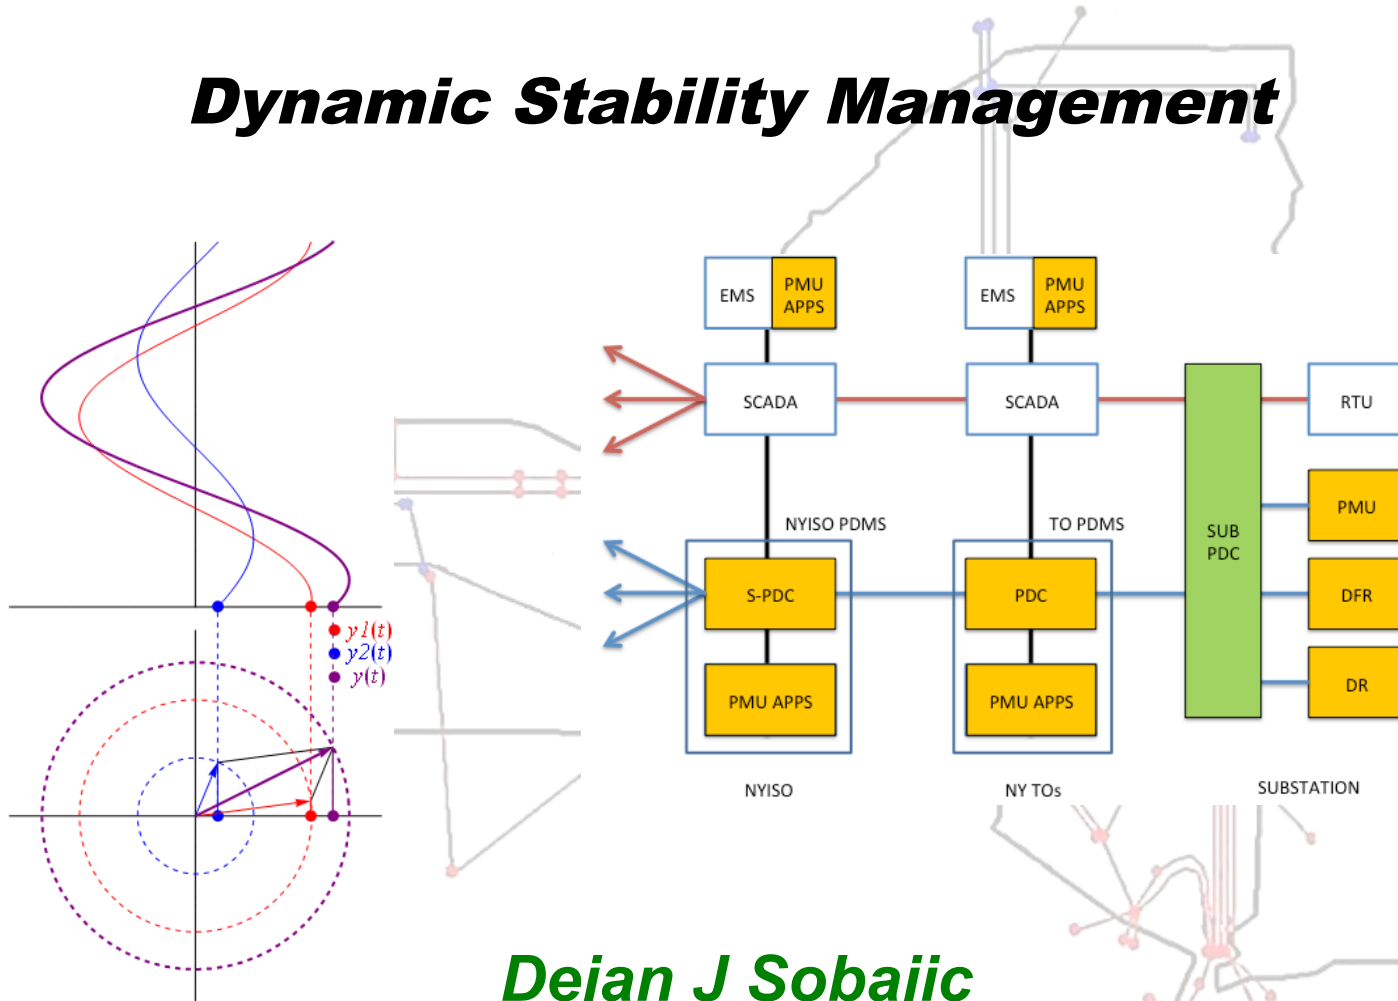 Dynamic Stability Management
EMS
PMU
APPS
EMS
PMU
APPS
SCADA
SCADA
RTU
PMU
NYISO PDMS
TO PDMS
SUB
PDC
S-PDC
PDC
DFR
y1(t)
y2(t)
y(t)
PMU APPS
PMU APPS
DR
NYISO
NY TOs
SUBSTATION
Dejan J Sobajic